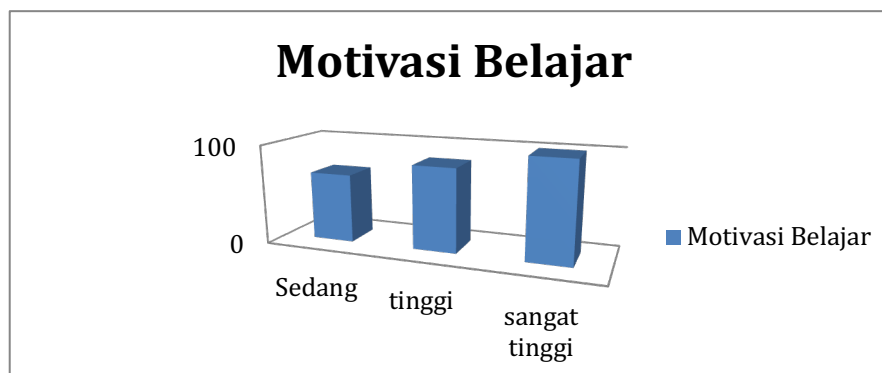 Motivasi Belajar
100
0
Sedang
tinggi
sangat
tinggi
Motivasi Belajar